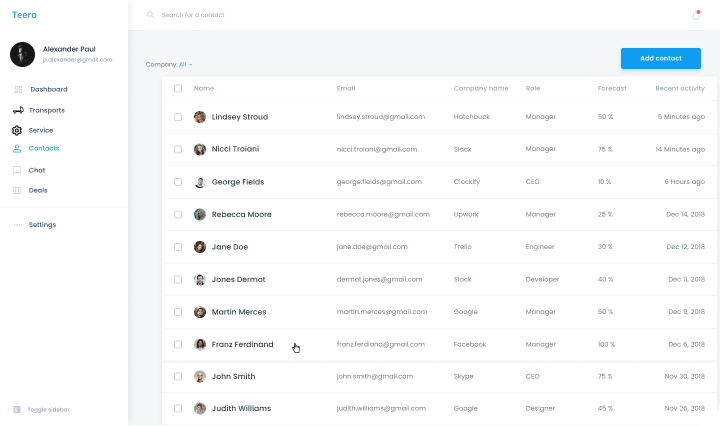 Teero
Search for a contact
Alexander Paul
p.alexander@gmail.com
Dashboard
Transports
Service
Contacts
Chat
Deals
Settings
Toggle sidebar
Company: All
Add contact
Name Email Company name Role Forecast Recent activity
Lindsey Stroud lindsey.stroud@gmail.com Hatchbuck Manager 50 % 5 Minutes ago
Nicci Troiani nicci.troiani@gmail.com Slack Manager 75 % 14 Minutes ago
George Fields george.fields@gmail.com Clockify CEO 10 % 6 Hours ago
Rebecca Moore rebecca.moore@gmail.com Upwork Manager 25 % Dec 14, 2018
Jane Doe jane.doe@gmail.com Trello Engineer 30 % Dec 12, 2018
Jones Dermot dermot.jones@gmail.com Slack Developer 40 % Dec 11, 2018
Martin Merces martin.merces@gmail.com Google Manager 60 % Dec 9, 2018
Franz Ferdinand franz.ferdiand@gmail.com Facebook Manager 100 % Dec 6, 2018
John Smith john.smith@gmail.com Skype CEO 75 % Nov 30, 2018
Judith Williams judith.williams@gmail.com Google Designer 45 % Nov 26, 2018